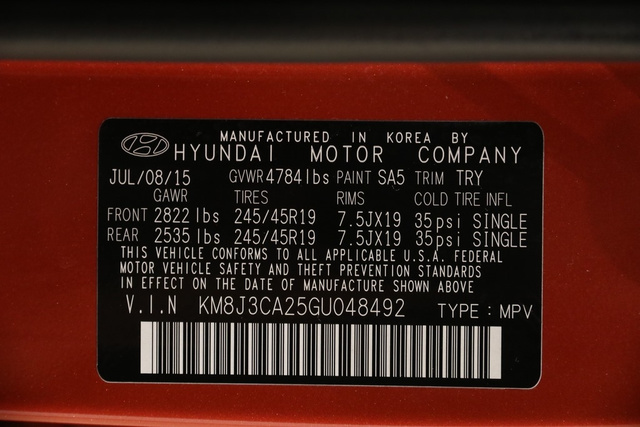 MANUFACTURED IN KOREA BY
HYUNDAI MOTOR COMPANY
JUL/08/15 GVWR 4784lbs PAINT SA5 TRIM TRY
GAWR TIRES RIMS COLD TIRE INFL
FRONT 2822 lbs 245/45R19 7.5JX19 35psi SINGLE
REAR 2535 lbs 245/45R19 7.5JX19 35psi SINGLE
THIS VEHICLE CONFORMS TO ALL APPLICABLE U.S.A. FEDERAL
MOTOR VEHICLE SAFETY AND THEFT PREVENTION STANDARDS
IN EFFECT ON THE DATE OF MANUFACTURE SHOWN ABOVE
V.I.N KM8J3CA25GU048492 TYPE : MPV